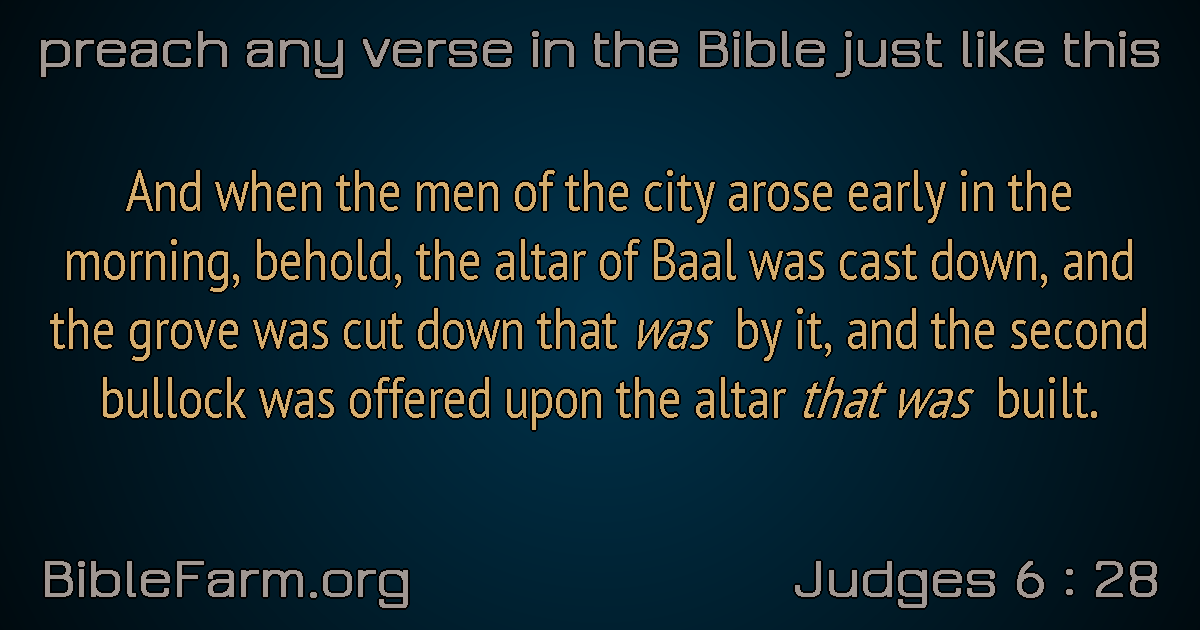 preach any verse in the Bible just like this
And when the men of the city arose early in the
morning, behold, the altar of Baal was cast down, and
the grove was cut down that was by it, and the second
bullock was offered upon the altar that was built.
BibleFarm.org
Judges 6 : 28